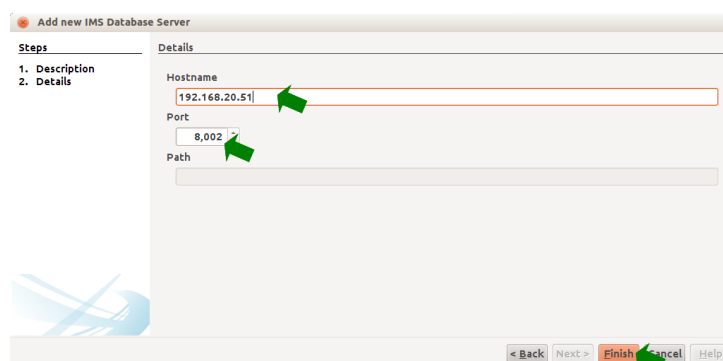 Add new IMS Database Server
Steps
1. Description
2. Details
Details
Hostname
192.168.20.51
Port
8,002
Path
< Back Next > Finish Cancel Help